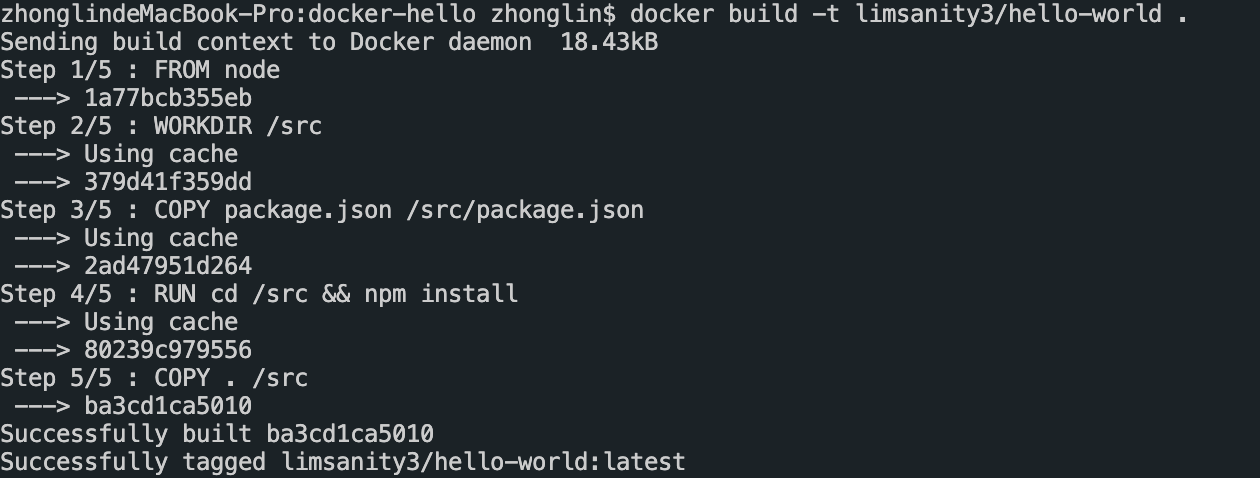 zhonglindeMacBook-Pro:docker-hello zhonglin$ docker build -t limsanity3/hello-world .
Sending build context to Docker daemon  18.43kB
Step 1/5 : FROM node
 ---> 1a77bcb355eb
Step 2/5 : WORKDIR /src
 ---> Using cache
 ---> 379d41f359dd
Step 3/5 : COPY package.json /src/package.json
 ---> Using cache
 ---> 2ad47951d264
Step 4/5 : RUN cd /src && npm install
 ---> Using cache
 ---> 80239c979556
Step 5/5 : COPY . /src
 ---> ba3cd1ca5010
Successfully built ba3cd1ca5010
Successfully tagged limsanity3/hello-world:latest